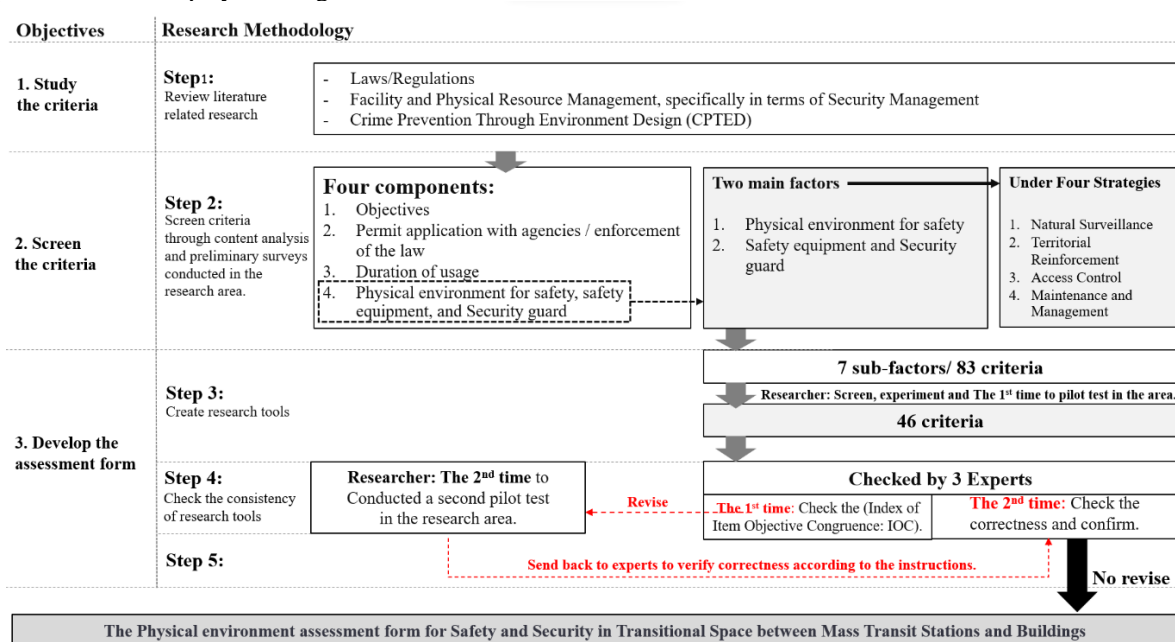 Objectives
Research Methodology
1. Study
the criteria
Step1:
Review literature
related research
- Laws/Regulations
- Facility and Physical Resource Management, specifically in terms of Security Management
- Crime Prevention Through Environment Design (CPTED)
2. Screen
the criteria
Step 2:
Screen criteria
through content analysis
and preliminary surveys
conducted in the
research area.
Four components:
1. Objectives
2. Permit application with agencies / enforcement
of the law
3. Duration of usage
4. Physical environment for safety, safety
equipment, and Security guard
Two main factors
1. Physical environment for safety
2. Safety equipment and Security
guard
Under Four Strategies
1. Natural Surveillance
2. Territorial
Reinforcement
3. Access Control
4. Maintenance and
Management
3. Develop the
assessment form
Step 3:
Create research tools
7 sub-factors/ 83 criteria
Researcher: Screen, experiment and The 1st time to pilot test in the area.
46 criteria
Step 4:
Check the consistency
of research tools
Researcher: The 2nd time to
Conducted a second pilot test
in the research area.
Revise
Checked by 3 Experts
The 1st time: Check the (Index of
Item Objective Congruence: IOC).
The 2nd time: Check the
correctness and confirm.
Step 5:
Send back to experts to verify correctness according to the instructions.
No revise
The Physical environment assessment form for Safety and Security in Transitional Space between Mass Transit Stations and Buildings